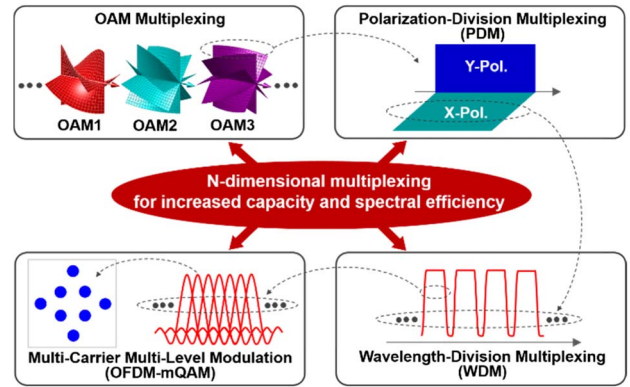 OAM Multiplexing
OAM1 OAM2 OAM3
Polarization-Division Multiplexing
(PDM)
Y-Pol.
X-Pol.
N-dimensional multiplexing
for increased capacity and spectral efficiency
Multi-Carrier Multi-Level Modulation
(OFDM-mQAM)
Wavelength-Division Multiplexing
(WDM)